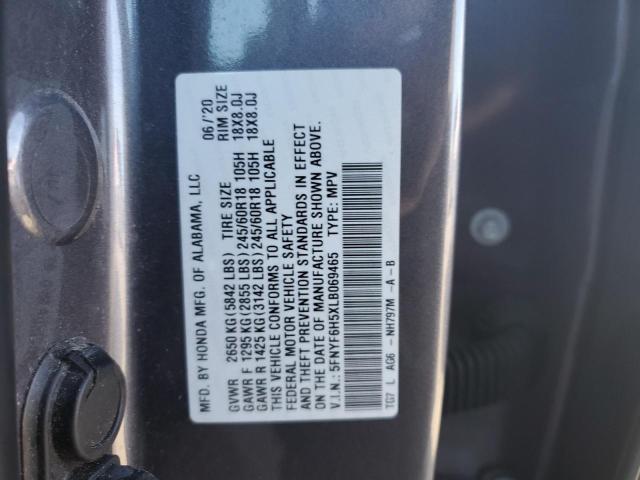 MFD. BY HONDA MFG. OF ALABAMA, LLC 06/'20
GVWR 2650 KG (5842 LBS) TIRE SIZE RIM SIZE
GAWR F 1295 KG (2855 LBS) 245/60R18 105H 18X8.0J
GAWR R 1425 KG (3142 LBS) 245/60R18 105H 18X8.0J
THIS VEHICLE CONFORMS TO ALL APPLICABLE
FEDERAL MOTOR VEHICLE SAFETY
AND THEFT PREVENTION STANDARDS IN EFFECT
ON THE DATE OF MANUFACTURE SHOWN ABOVE.
V.I.N.: 5FNYF6H5XLB069465 TYPE: MPV
TG7 L AG6 - NH797M -A-B